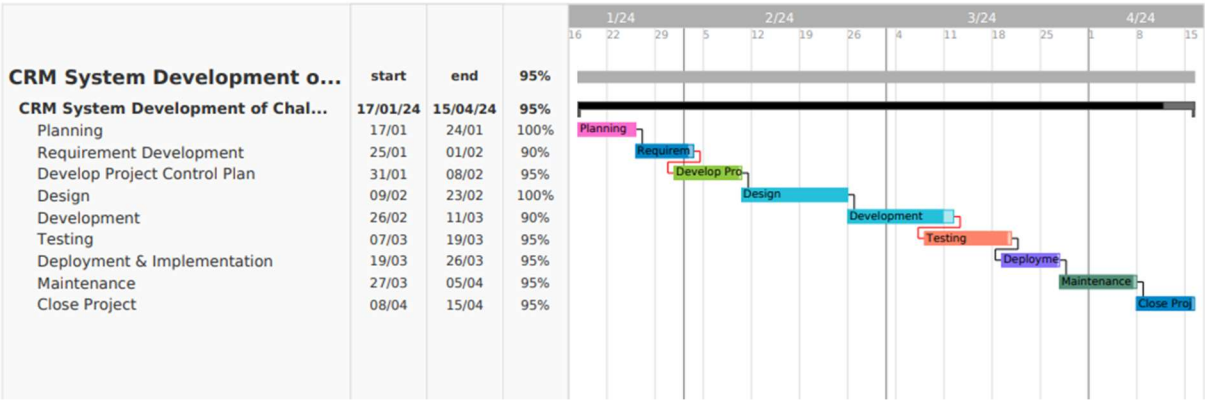 1/24 2/24 3/24 4/24
16 22 29 5 12 19 26 4 11 18 25 1 8 15
CRM System Development o... start end 95%
CRM System Development of Chal... 17/01/24 15/04/24 95%
Planning 17/01 24/01 100% Planning
Requirement Development 25/01 01/02 90% Requirem
Develop Project Control Plan 31/01 08/02 95% Develop Pro
Design 09/02 23/02 100% Design
Development 26/02 11/03 90% Development
Testing 07/03 19/03 95% Testing
Deployment & Implementation 19/03 26/03 95% Deployme
Maintenance 27/03 05/04 95% Maintenance
Close Project 08/04 15/04 95% Close Proj